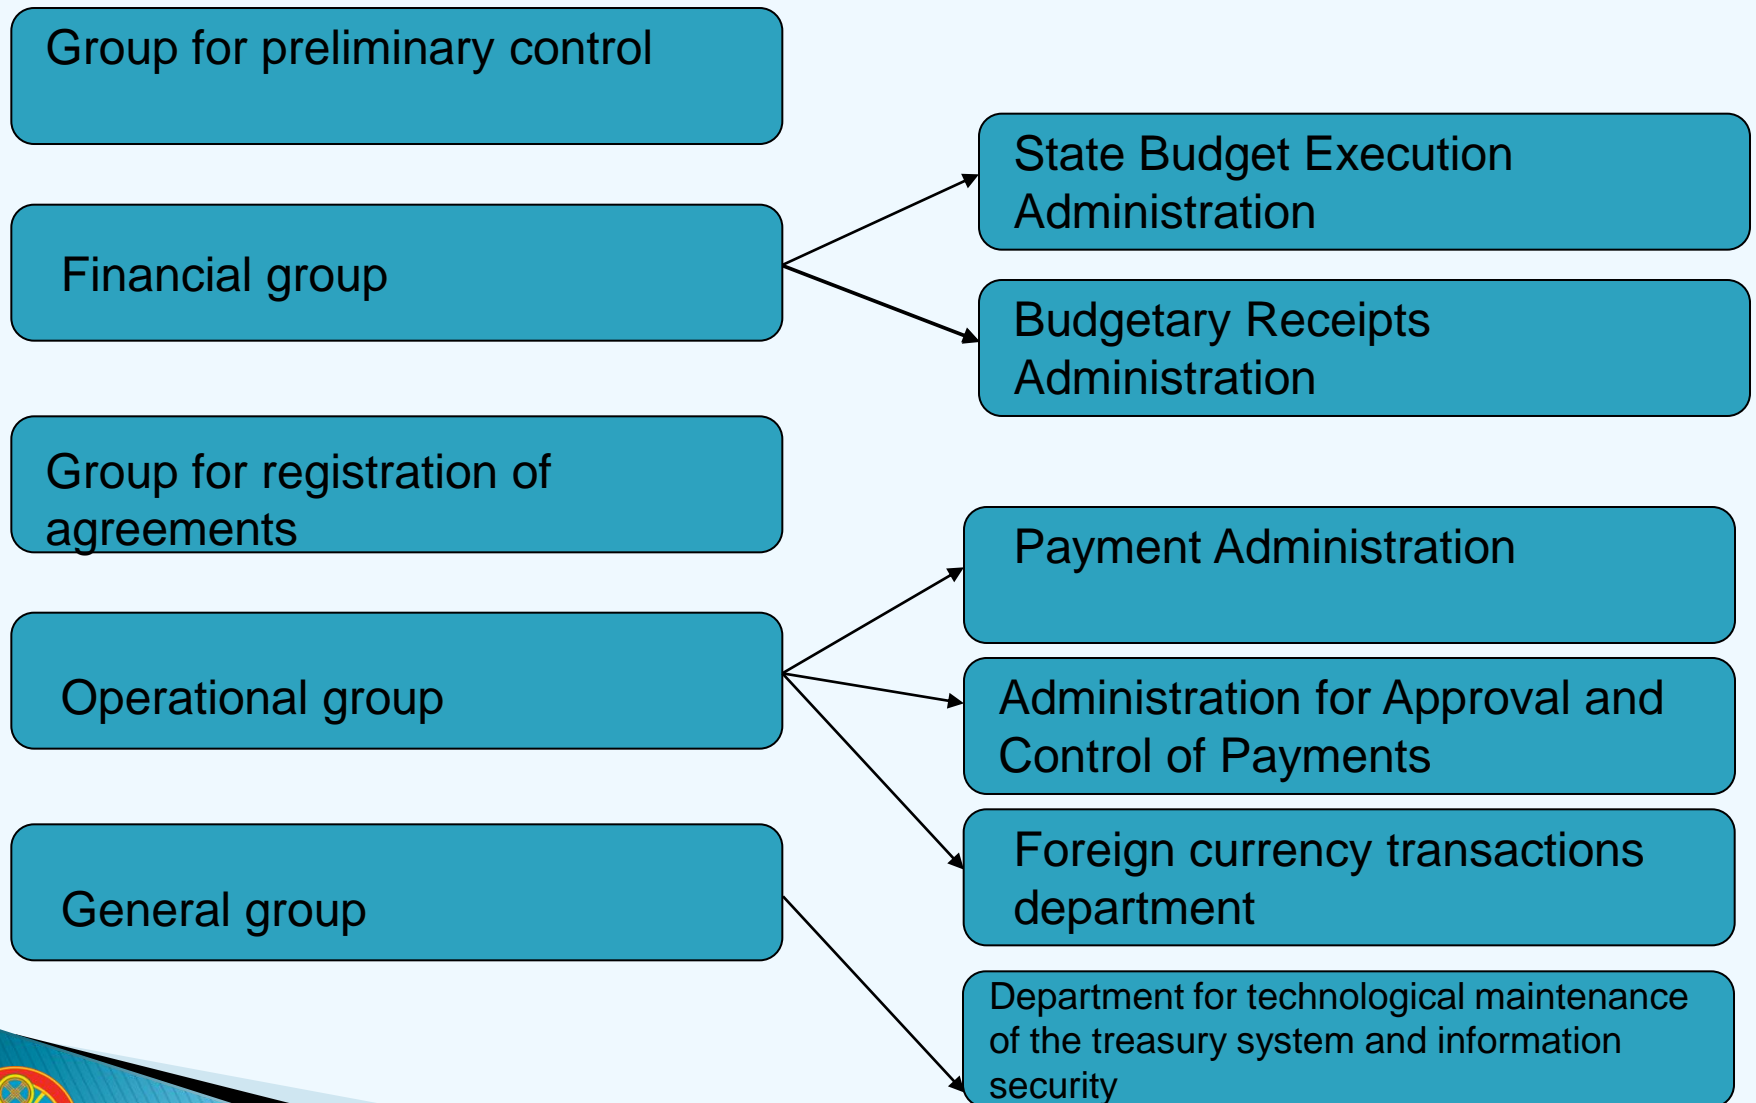 Group for preliminary control
Financial group
State Budget Execution
Administration
Budgetary Receipts
Administration
Group for registration of
agreements
Operational group
Payment Administration
Administration for Approval and
Control of Payments
Foreign currency transactions
department
General group
Department for technological maintenance
of the treasury system and information
security